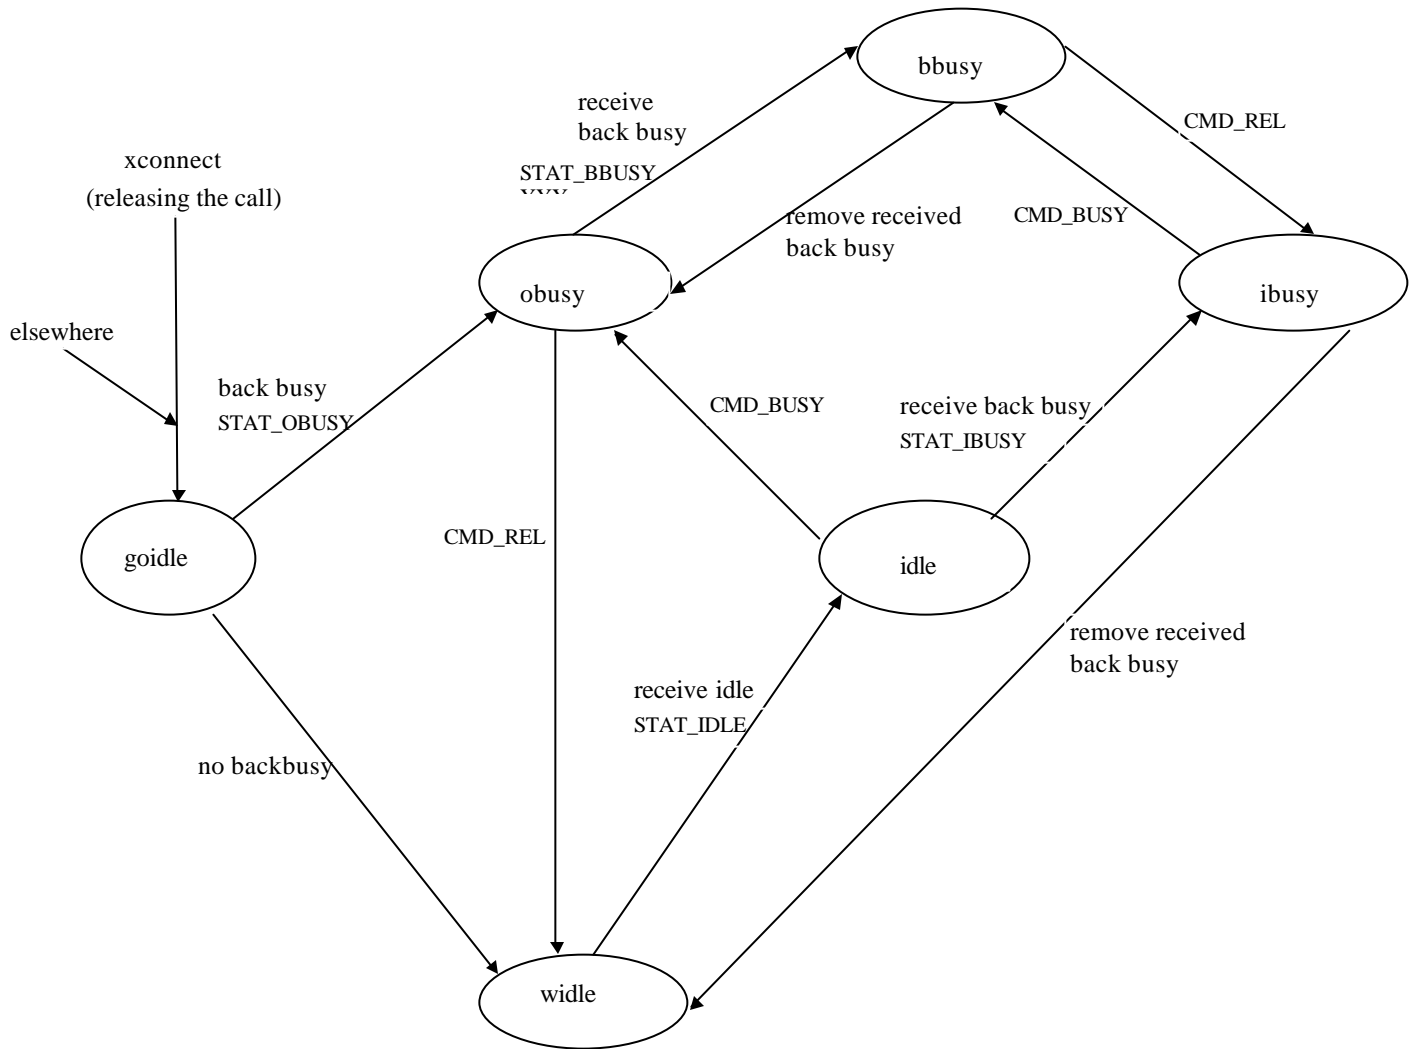 bbusy
receive
back busy
STAT_BBUSY
CMD_REL
xconnect
(releasing the call)
remove received
back busy
CMD_BUSY
obusy
ibusy
elsewhere
back busy
STAT_OBUSY
CMD_BUSY
receive back busy
STAT_IBUSY
CMD_REL
goidle
idle
remove received
back busy
receive idle
STAT_IDLE
no backbusy
widle